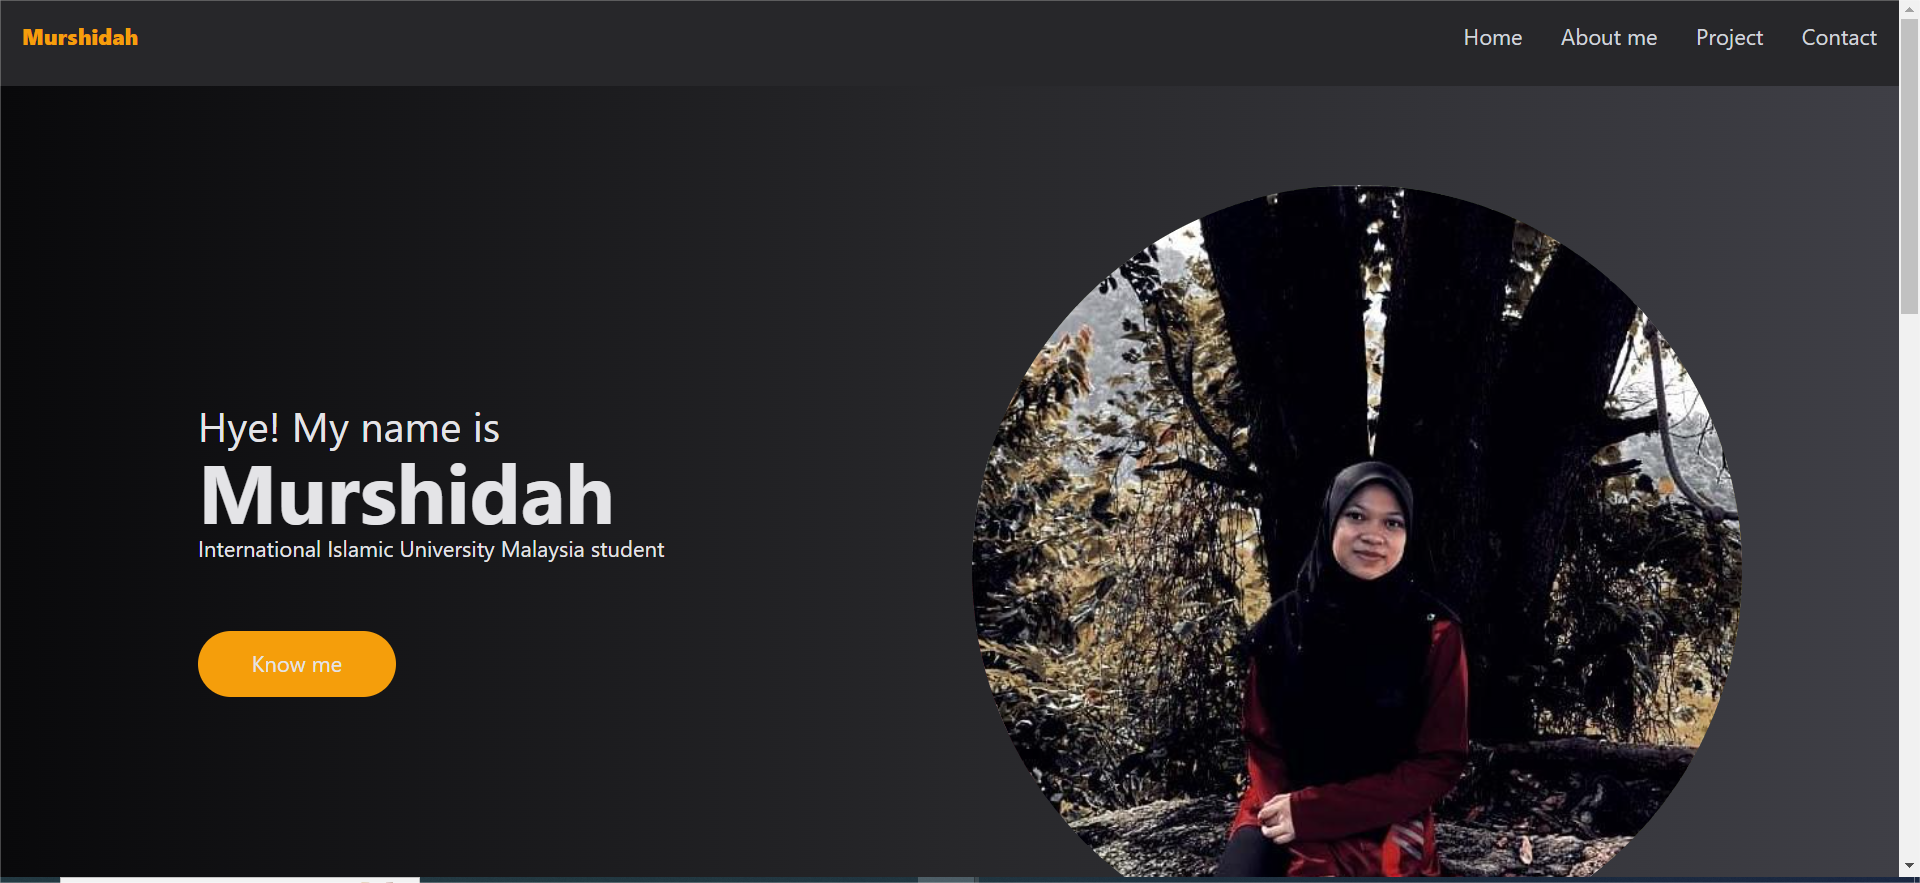 Murshidah
Home About me Project Contact
Hye! My name is
Murshidah
International Islamic University Malaysia student
Know me